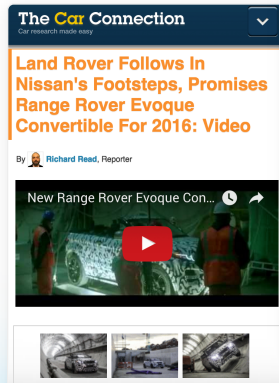 The Car Connection
Car research made easy
Land Rover Follows In
Nissan's Footsteps, Promises
Range Rover Evoque
Convertible For 2016: Video
By Richard Read, Reporter
New Range Rover Evoque Con...